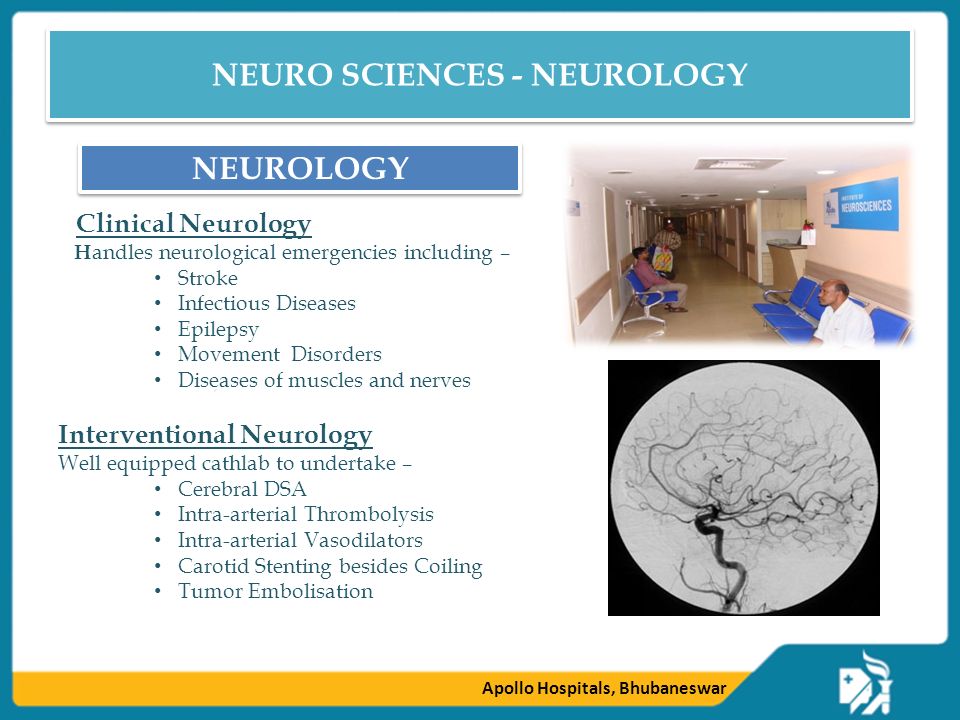 NEURO SCIENCES - NEUROLOGY
NEUROLOGY
Clinical Neurology
Handles neurological emergencies including –
• Stroke
• Infectious Diseases
• Epilepsy
• Movement Disorders
• Diseases of muscles and nerves
Interventional Neurology
Well equipped cathlab to undertake –
• Cerebral DSA
• Intra-arterial Thrombolysis
• Intra-arterial Vasodilators
• Carotid Stenting besides Coiling
• Tumor Embolisation
INSTITUTE OF
NEUROSCIENCES
Apollo Hospitals, Bhubaneswar